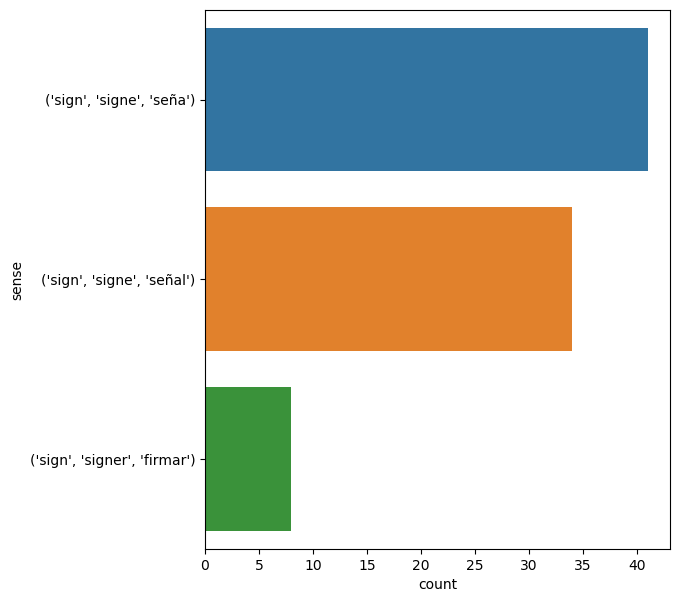 ('sign', 'signe', 'seña')
('sign', 'signe', 'señal')
('sign', 'signer', 'firmar')
sense
0 5 10 15 20 25 30 35 40
count